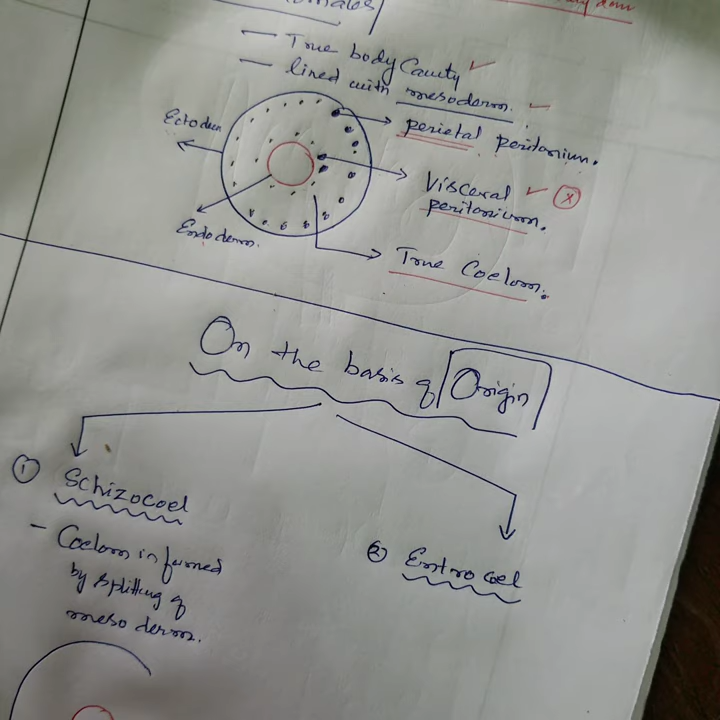 — True body Cavity
— lined with mesoderm.
Ectoderm
perietal peritonium.
Visceral
peritonium.
Endoderm.
True Coelom.
On the basis of Origin
① Schizocoel
— Coelom is formed
by splitting of
mesoderm.
② Entrocoel